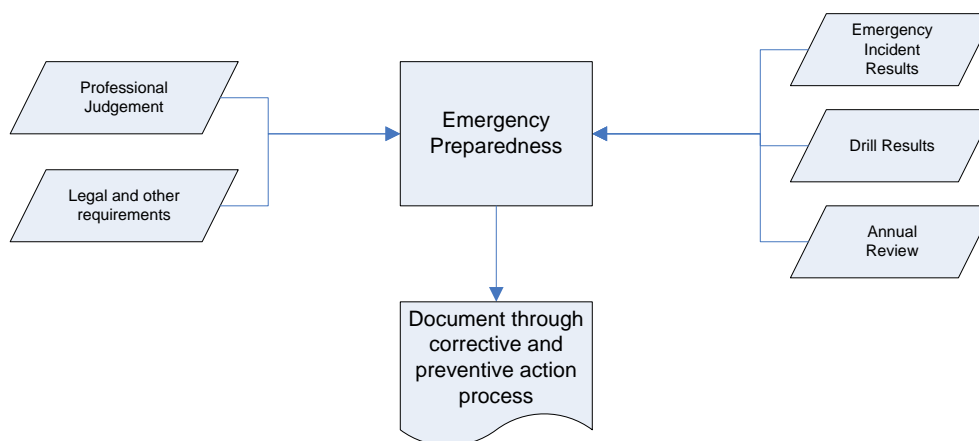 Professional
Judgement
Legal and other
requirements
Emergency
Preparedness
Document through
corrective and
preventive action
process
Emergency
Incident
Results
Drill Results
Annual
Review